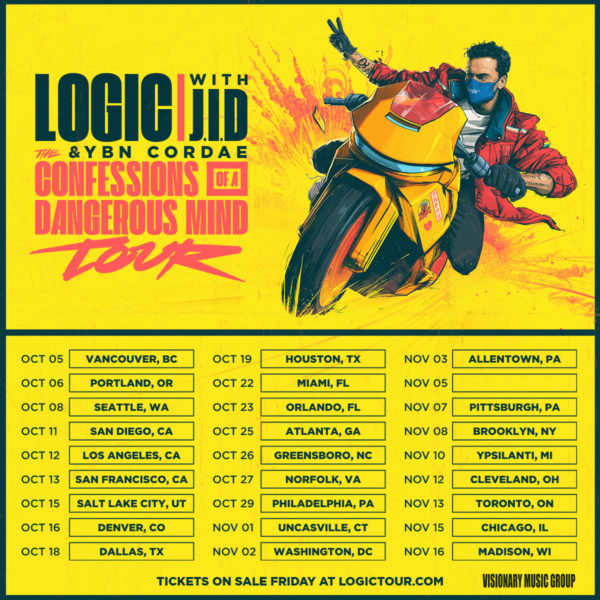 LOGIC WITH J.I.D
THE &YBN CORDAE
CONFESSIONS OF A
DANGEROUS MIND
TOUR
OCT 05 VANCOUVER, BC
OCT 06 PORTLAND, OR
OCT 08 SEATTLE, WA
OCT 11 SAN DIEGO, CA
OCT 12 LOS ANGELES, CA
OCT 13 SAN FRANCISCO, CA
OCT 15 SALT LAKE CITY, UT
OCT 16 DENVER, CO
OCT 18 DALLAS, TX
OCT 19 HOUSTON, TX
OCT 22 MIAMI, FL
OCT 23 ORLANDO, FL
OCT 25 ATLANTA, GA
OCT 26 GREENSBORO, NC
OCT 27 NORFOLK, VA
OCT 29 PHILADELPHIA, PA
NOV 01 UNCASVILLE, CT
NOV 02 WASHINGTON, DC
NOV 03 ALLENTOWN, PA
NOV 05
NOV 07 PITTSBURGH, PA
NOV 08 BROOKLYN, NY
NOV 10 YPSILANTI, MI
NOV 12 CLEVELAND, OH
NOV 13 TORONTO, ON
NOV 15 CHICAGO, IL
NOV 16 MADISON, WI
TICKETS ON SALE FRIDAY AT LOGICTOUR.COM
VISIONARY MUSIC GROUP